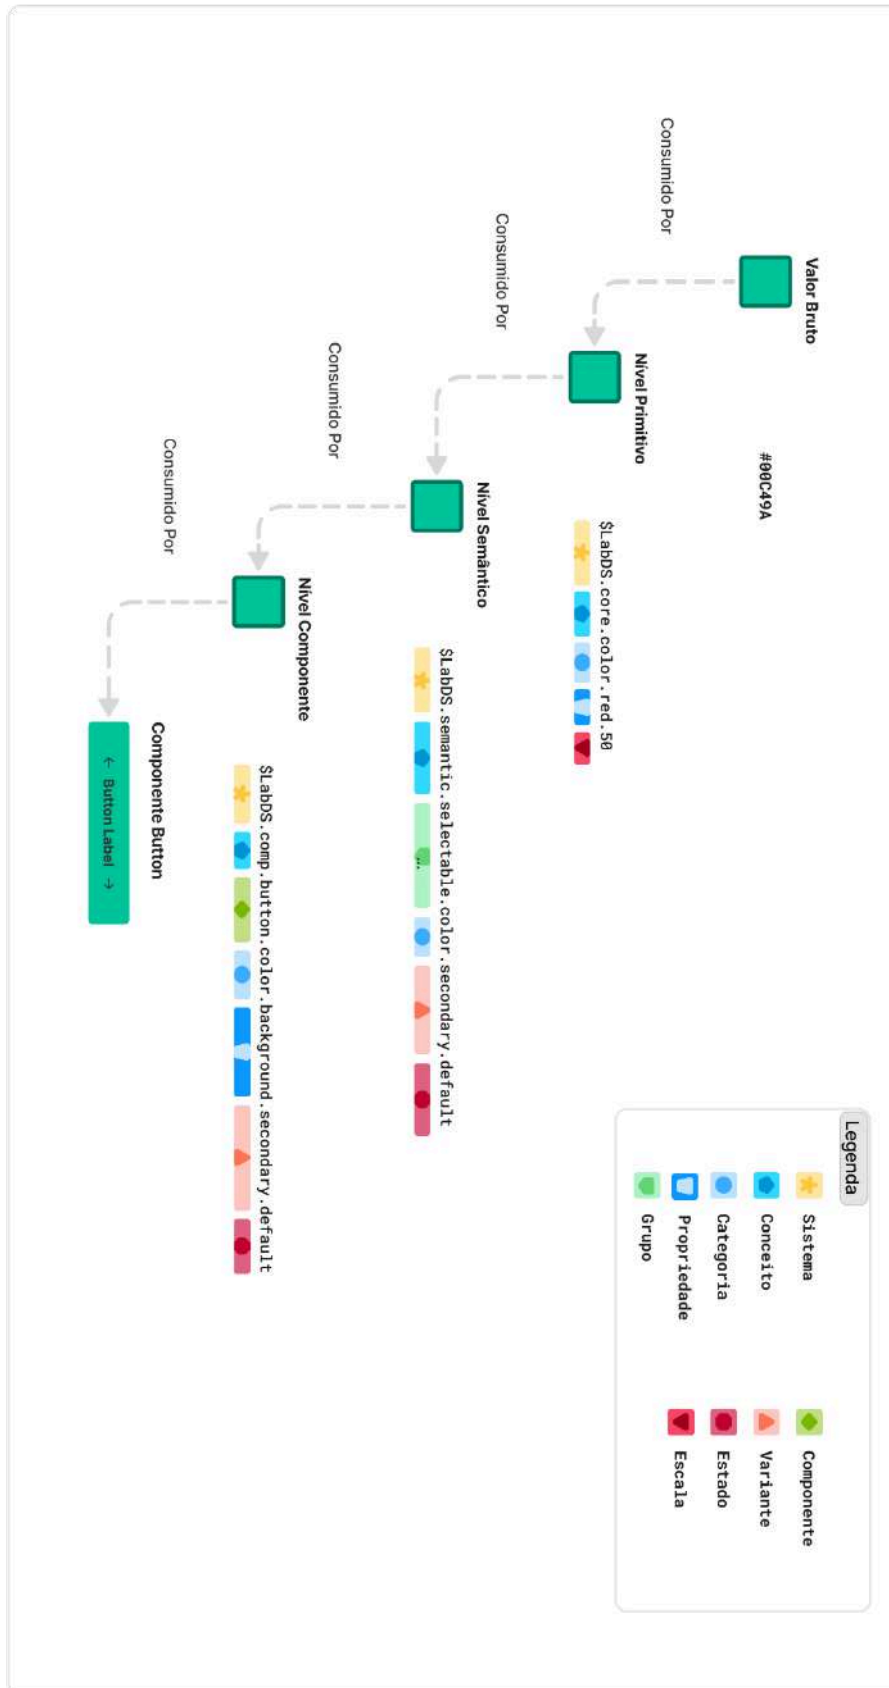 Valor Bruto
#00C49A
Consumido Por
Nível Primitivo
$LabDS.core.color.red.50
Consumido Por
Nível Semântico
$LabDS.semantic.selectable.color.secondary.default
...
Consumido Por
Nível Componente
$LabDS.comp.button.color.background.secondary.default
Consumido Por
Componente Button
← Button Label →
Legenda
Sistema
Componente
Conceito
Variante
Categoria
Estado
Propriedade
Escala
Grupo